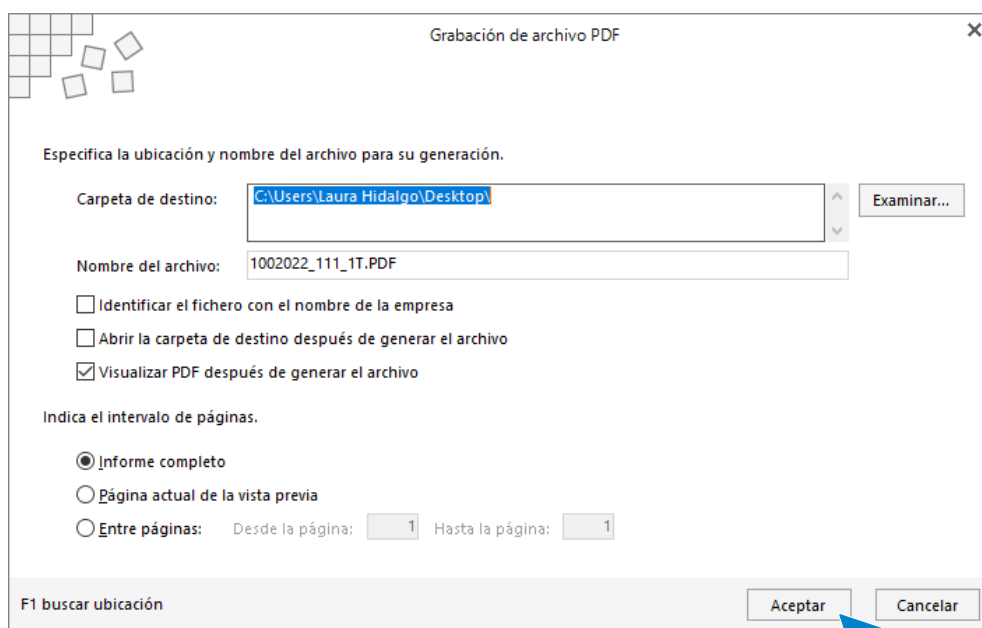 Grabación de archivo PDF
Especifica la ubicación y nombre del archivo para su generación.
Carpeta de destino: C:\Users\Laura Hidalgo\Desktop\ Examinar...
Nombre del archivo: 1002022_111_1T.PDF
Identificar el fichero con el nombre de la empresa
Abrir la carpeta de destino después de generar el archivo
Visualizar PDF después de generar el archivo
Indica el intervalo de páginas.
Informe completo
Página actual de la vista previa
Entre páginas: Desde la página: 1 Hasta la página: 1
F1 buscar ubicación Aceptar Cancelar